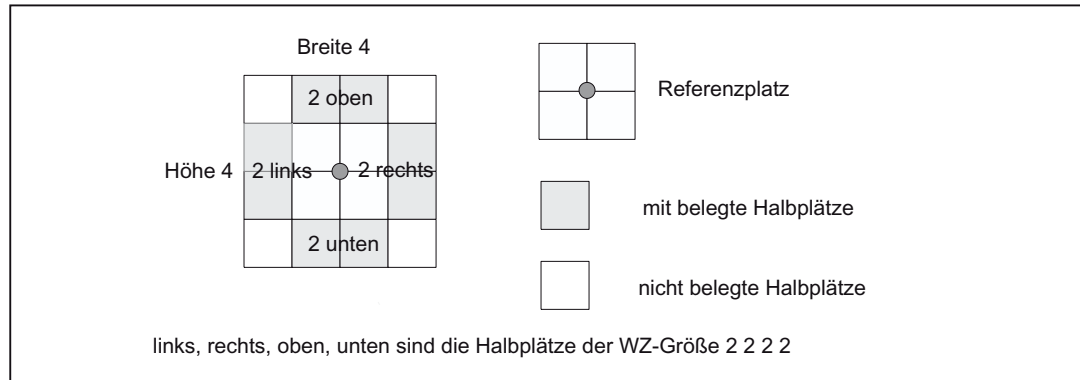 Breite 4
2 oben
Höhe 4
2 links
2 rechts
2 unten
Referenzplatz
mit belegte Halbplätze
nicht belegte Halbplätze
links, rechts, oben, unten sind die Halbplätze der WZ-Größe 2 2 2 2